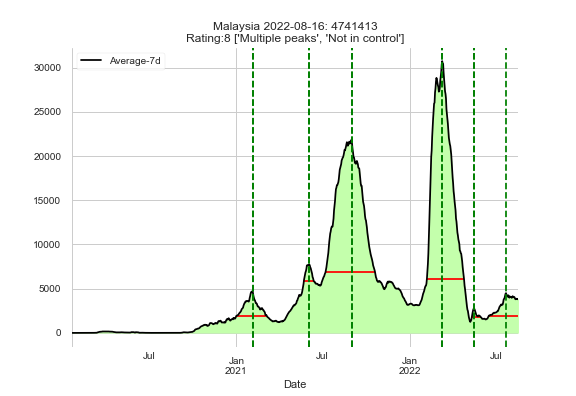 Malaysia 2022-08-16: 4741413
Rating:8 ['Multiple peaks', 'Not in control']
Average-7d
30000
25000
20000
15000
10000
5000
0
Jul
Jan
2021
Jul
Jan
2022
Jul
Date